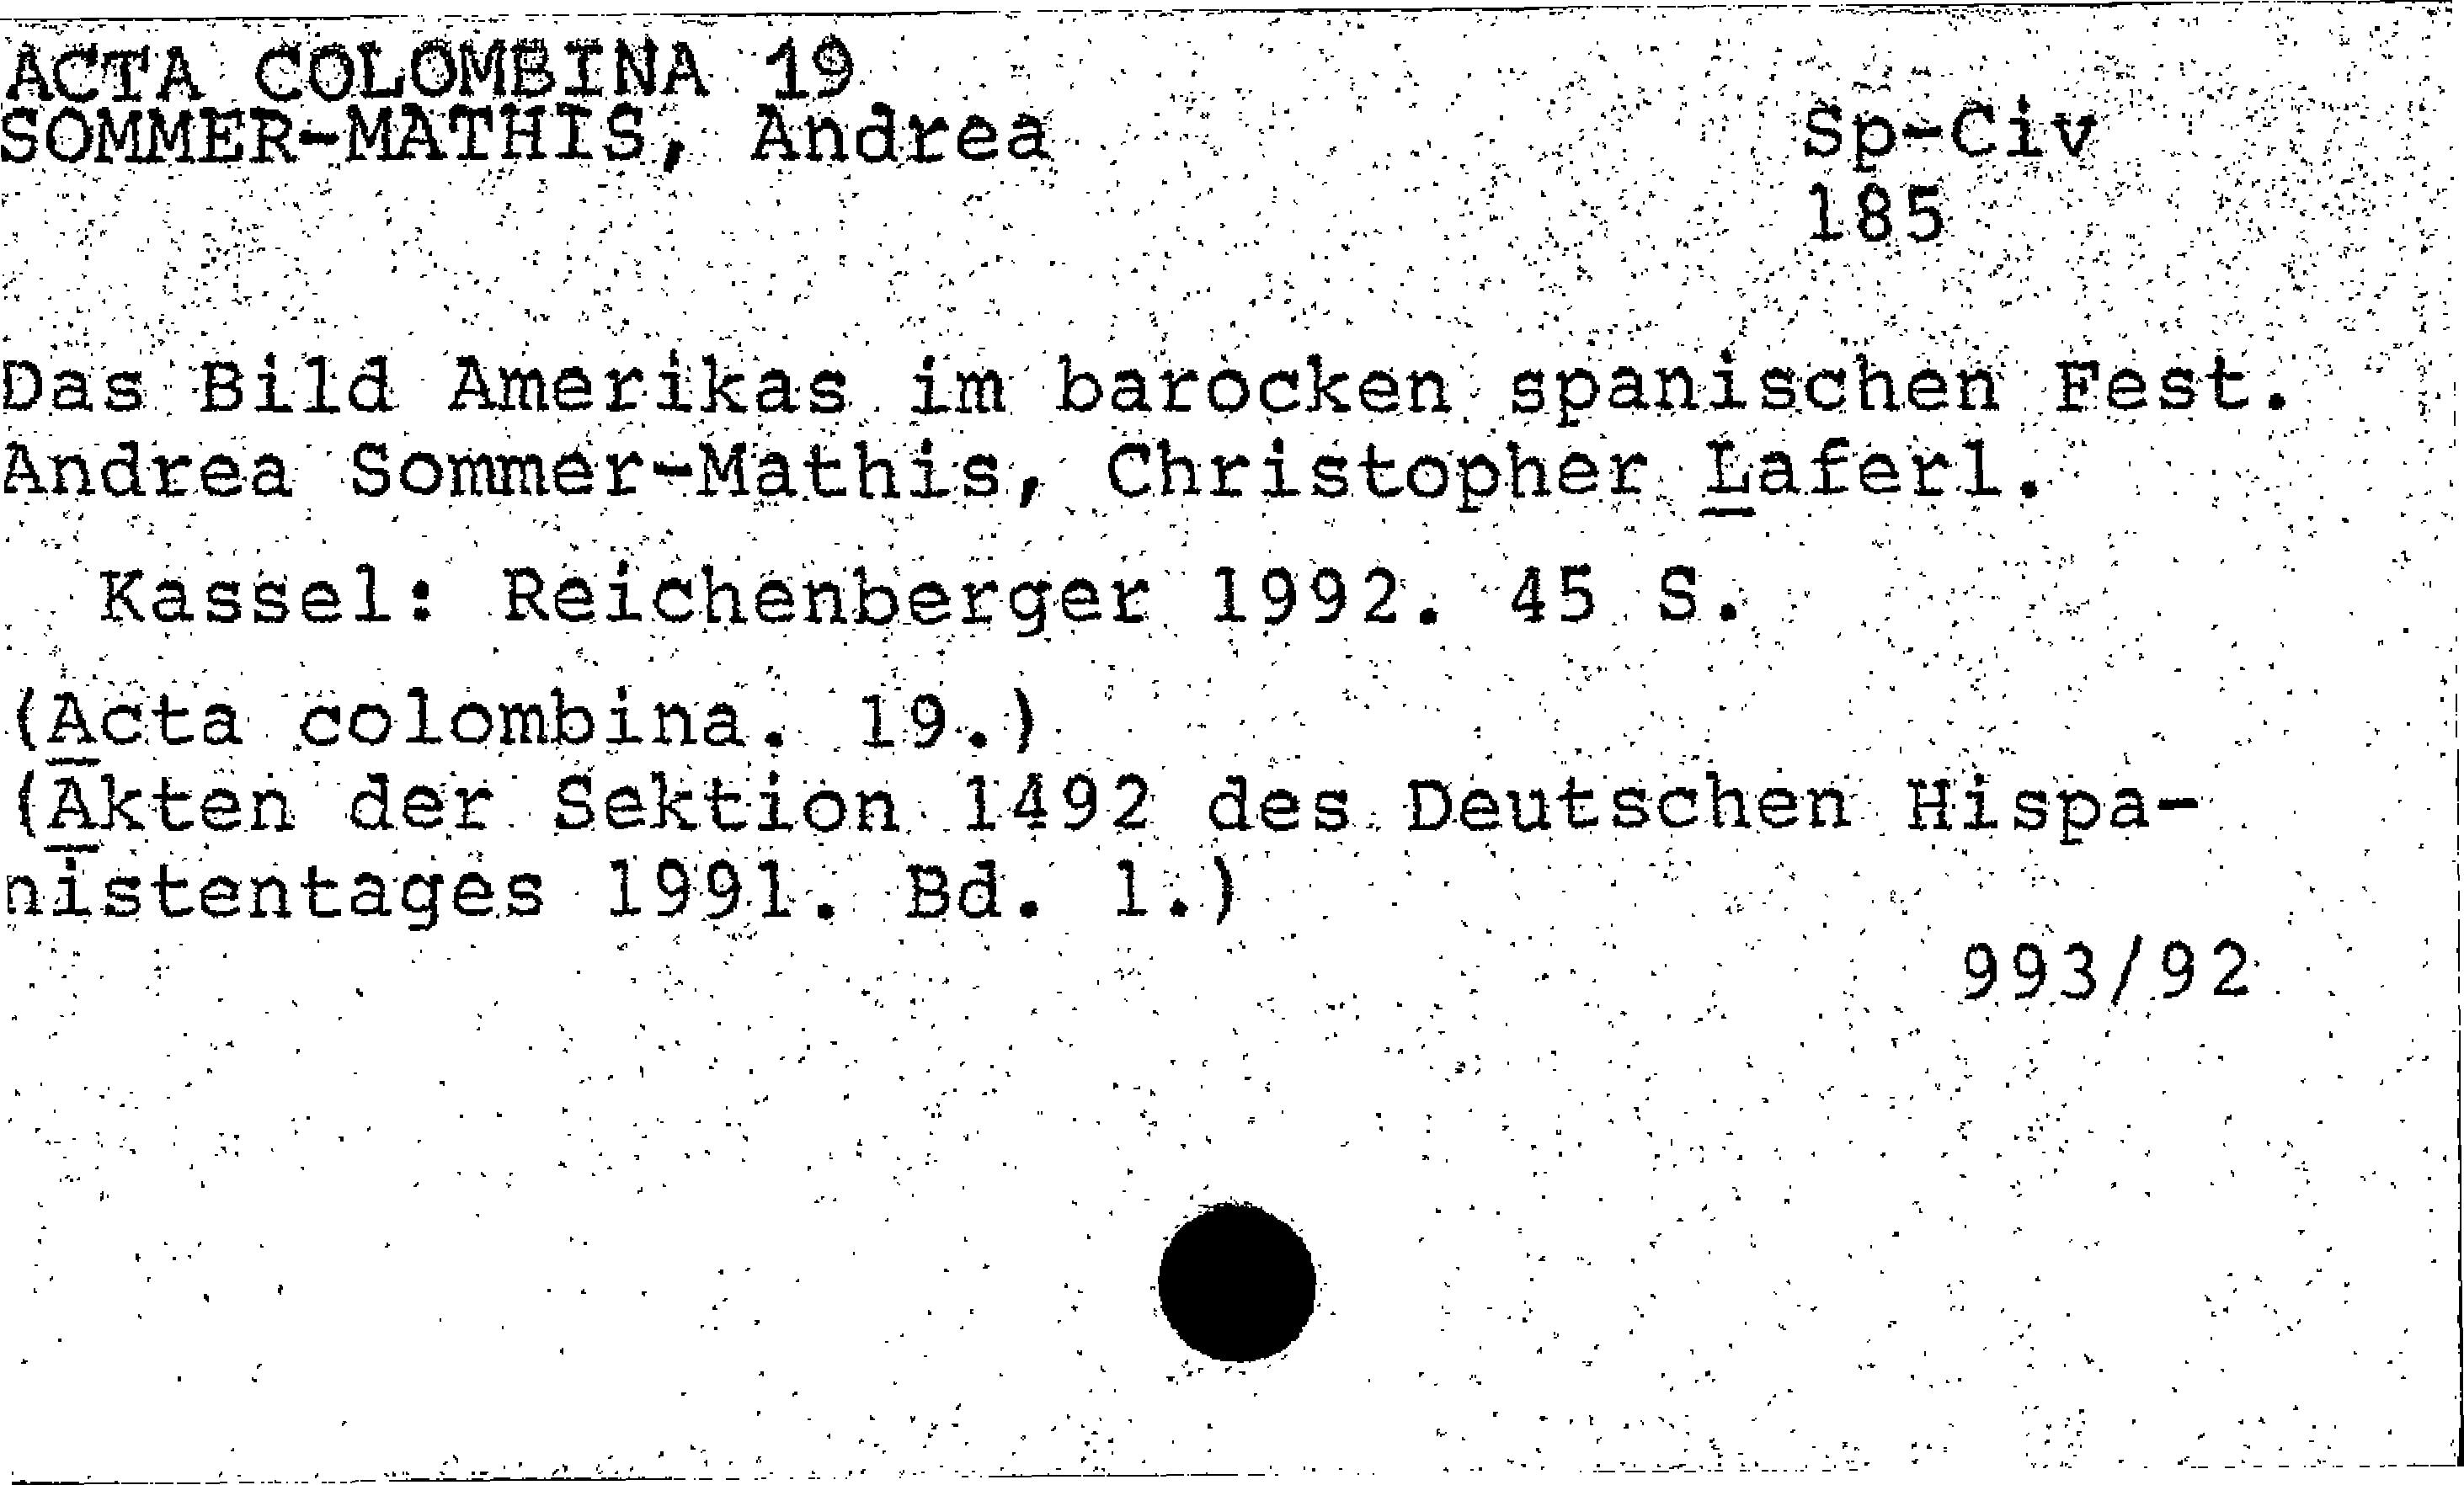 ACTA COLOMBINA 19
SOMMER-MATHIS, Andrea
Sp-Civ
185
Das Bild Amerikas im barocken spanischen Fest.
Andrea Sommer-Mathis, Christopher Laferl.
Kassel: Reichenberger 1992. 45 S.
(Acta colombina. 19.)
(Akten der Sektion 1492 des Deutschen Hispa-
nistentages 1991. Bd. 1.)
993/92